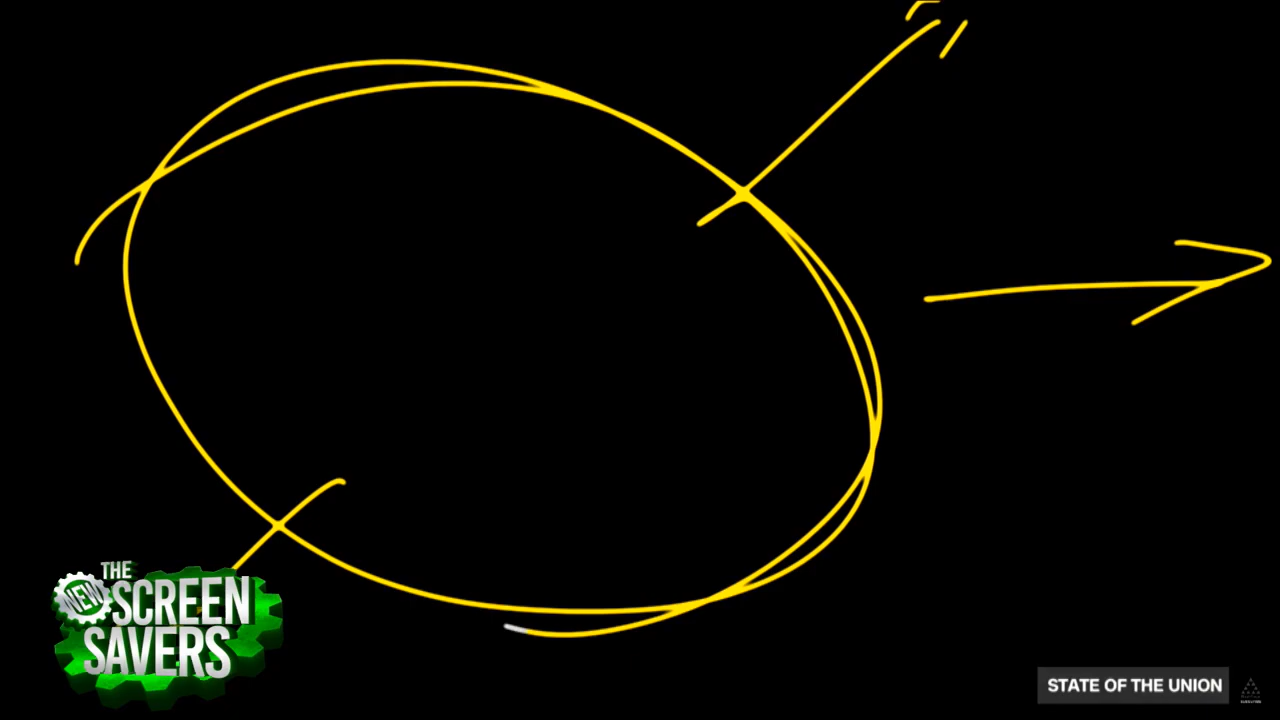 THE
NEW
SCREEN
SAVERS
STATE OF THE UNION